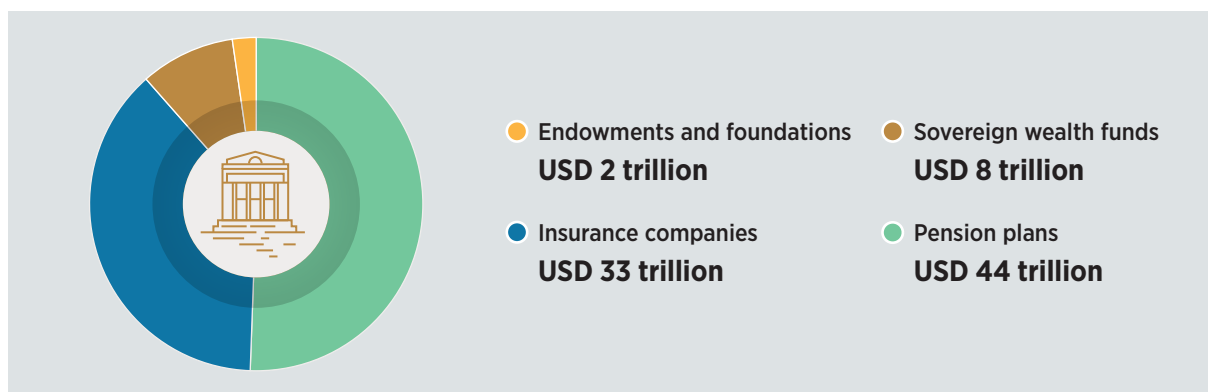 Endowments and foundations
USD 2 trillion
Sovereign wealth funds
USD 8 trillion
Insurance companies
USD 33 trillion
Pension plans
USD 44 trillion